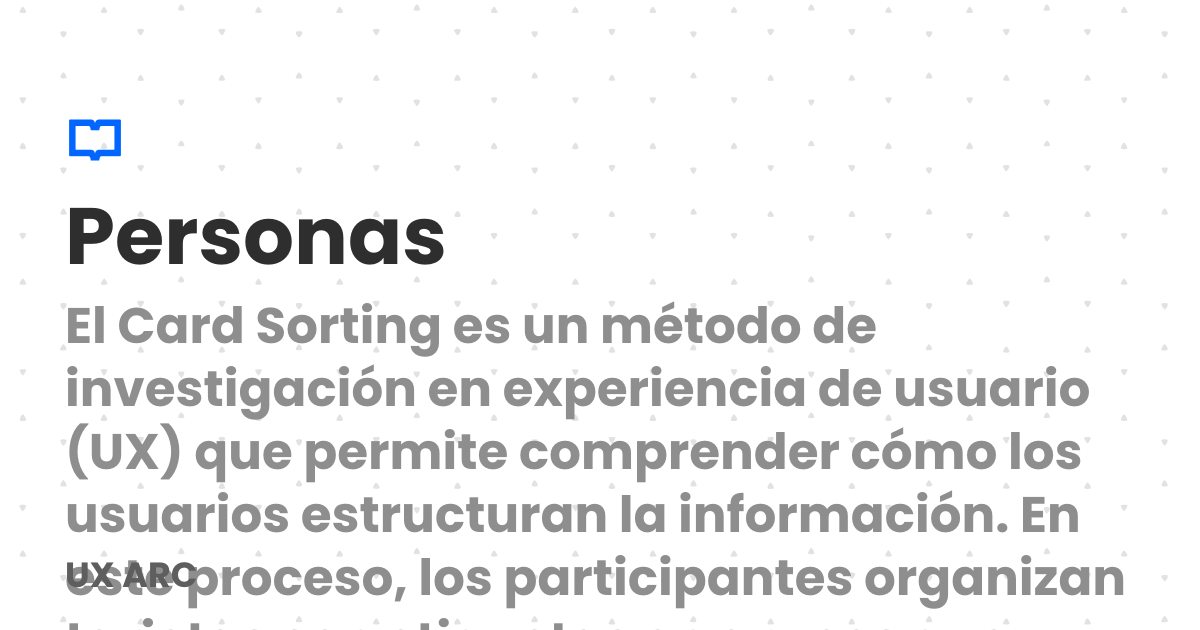 Personas
El Card Sorting es un método de
investigación en experiencia de usuario
(UX) que permite comprender cómo los
usuarios estructuran la información. En
este proceso, los participantes organizan
UX ARC